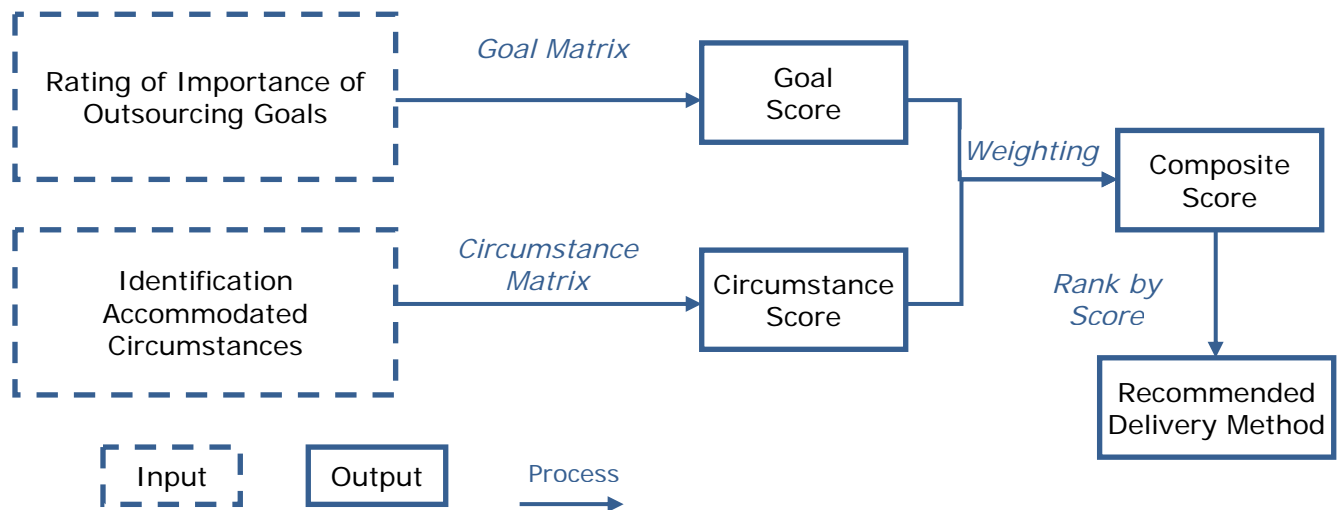 Rating of Importance of
Outsourcing Goals
Goal Matrix
Goal
Score
Weighting
Composite
Score
Identification
Accommodated
Circumstances
Circumstance
Matrix
Circumstance
Score
Rank by
Score
Recommended
Delivery Method
Input
Output
Process